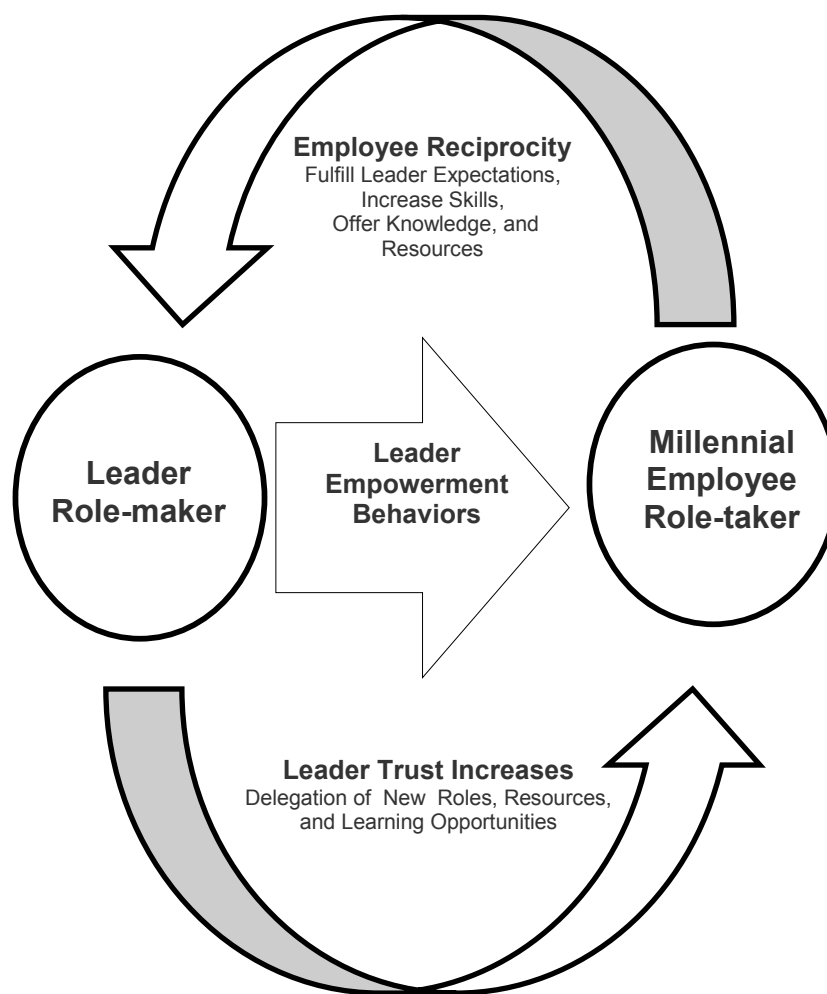 Employee Reciprocity
Fulfill Leader Expectations,
Increase Skills,
Offer Knowledge, and
Resources
Leader
Role-maker
Leader
Empowerment
Behaviors
Millennial
Employee
Role-taker
Leader Trust Increases
Delegation of New Roles, Resources,
and Learning Opportunities